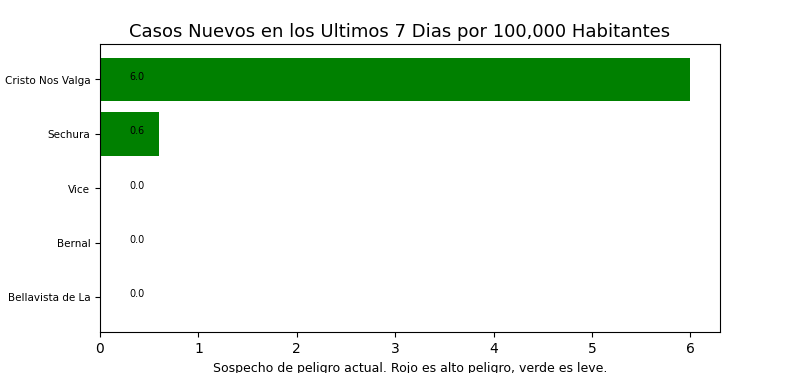 Casos Nuevos en los Ultimos 7 Dias por 100,000 Habitantes
Cristo Nos Valga
6.0
Sechura
0.6
Vice
0.0
Bernal
0.0
Bellavista de La
0.0
0 1 2 3 4 5 6
Sospecho de peligro actual. Rojo es alto peligro, verde es leve.